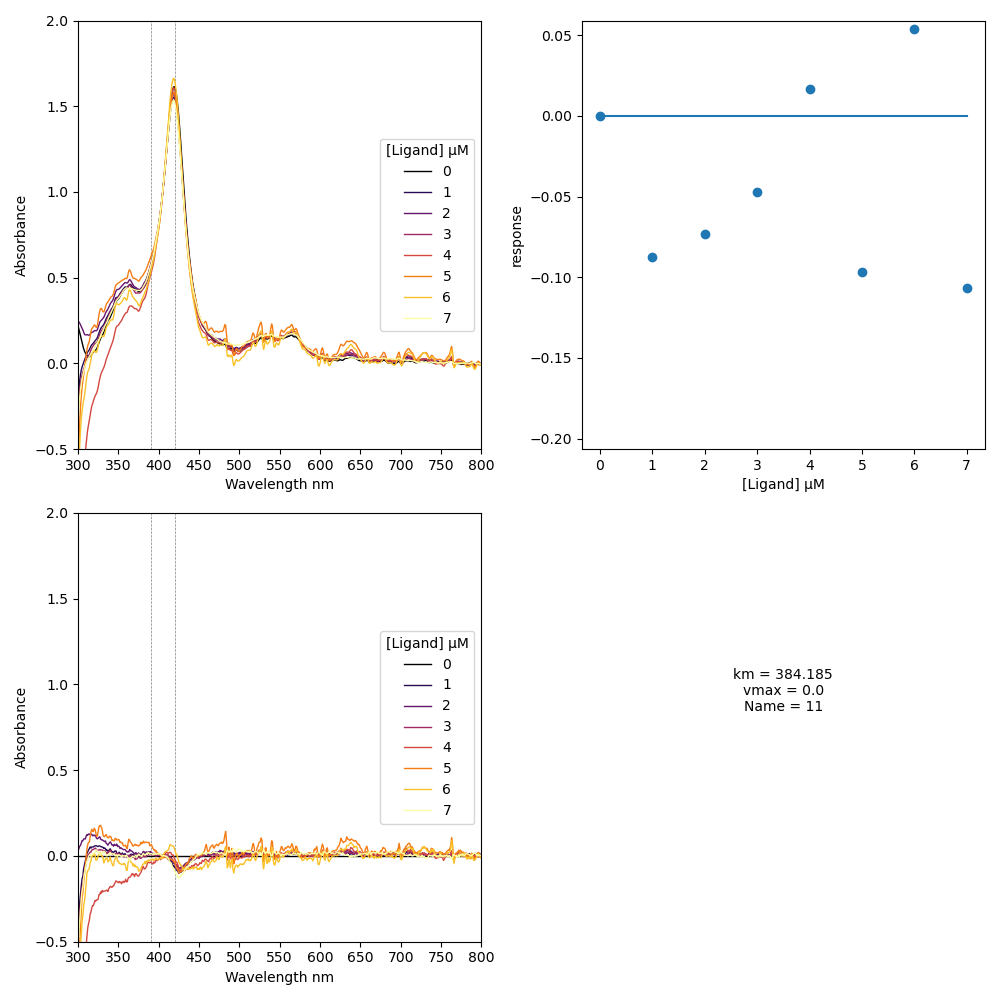 2.0
1.5
1.0
0.5
0.0
−0.5
Absorbance
300 350 400 450 500 550 600 650 700 750 800
Wavelength nm
[Ligand] μM
0
1
2
3
4
5
6
7
0.05
0.00
−0.05
−0.10
−0.15
−0.20
response
0 1 2 3 4 5 6 7
[Ligand] μM
2.0
1.5
1.0
0.5
0.0
−0.5
Absorbance
300 350 400 450 500 550 600 650 700 750 800
Wavelength nm
[Ligand] μM
0
1
2
3
4
5
6
7
km = 384.185
vmax = 0.0
Name = 11